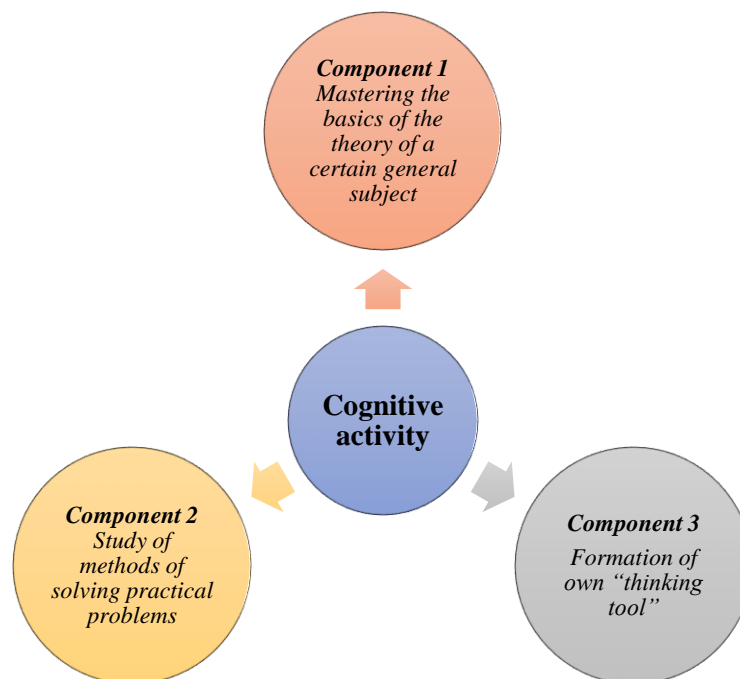 Component 1
Mastering the
basics of the
theory of a
certain general
subject
Cognitive
activity
Component 2
Study of
methods of
solving practical
problems
Component 3
Formation of
own “thinking
tool”